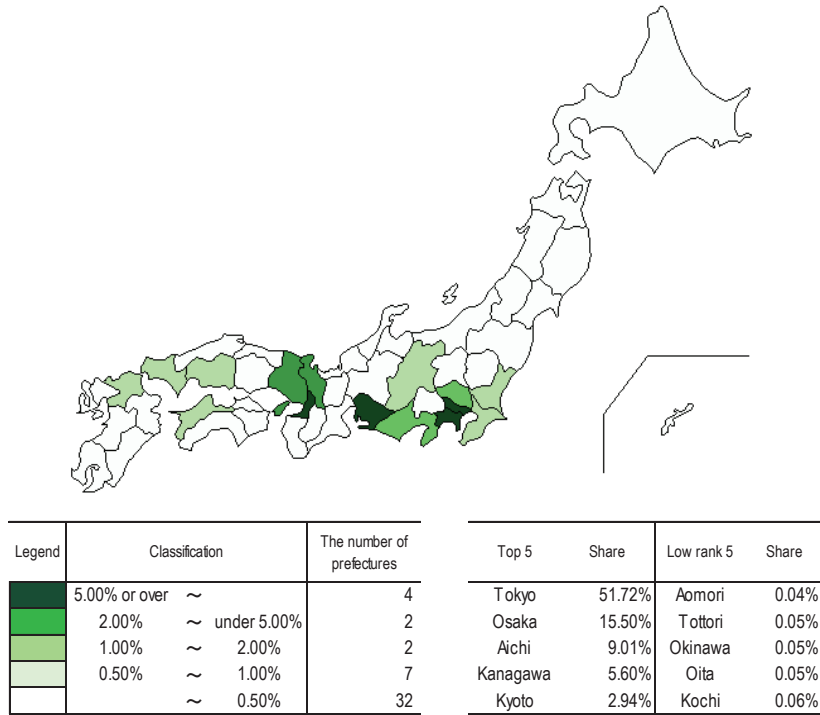 Legend Classification The number of prefectures
5.00% or over ～ 4
2.00% ～ under 5.00% 2
1.00% ～ 2.00% 2
0.50% ～ 1.00% 7
～ 0.50% 32
Top 5 Share Low rank 5 Share
Tokyo 51.72% Aomori 0.04%
Osaka 15.50% Tottori 0.05%
Aichi 9.01% Okinawa 0.05%
Kanagawa 5.60% Oita 0.05%
Kyoto 2.94% Kochi 0.06%